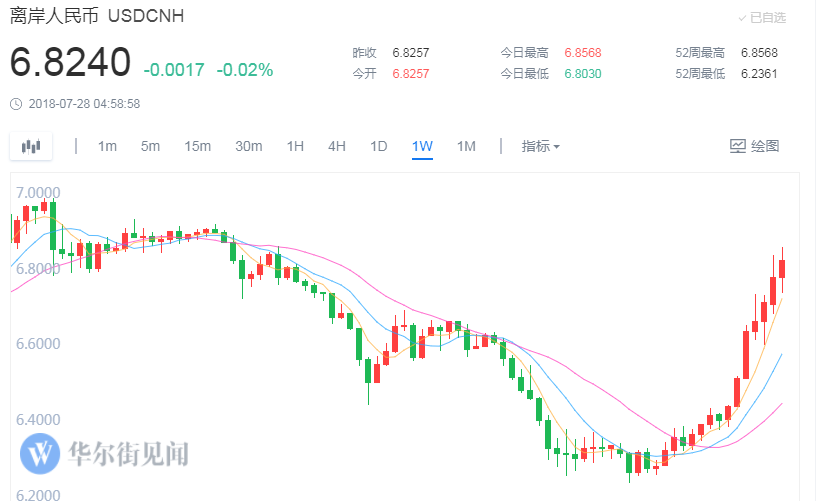 离岸人民币 USDCNH
已自选
6.8240 -0.0017 -0.02%
昨收 6.8257 今日最高 6.8568 52周最高 6.8568
今开 6.8257 今日最低 6.8030 52周最低 6.2361
2018-07-28 04:58:58
1m 5m 15m 30m 1H 4H 1D 1W 1M 指标 绘图
7.0000
6.8000
6.6000
6.4000
华尔街见闻
6.2000